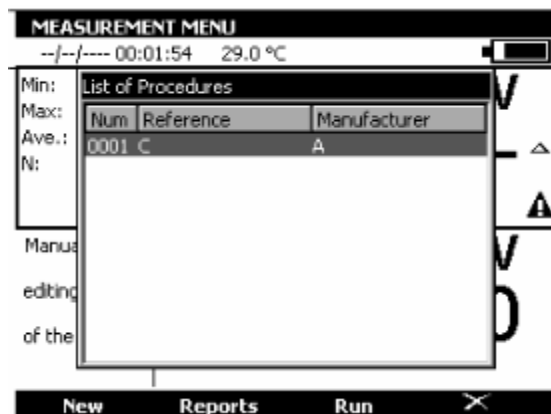 MEASUREMENT MENU
--/--/---- 00:01:54 29.0 °C
Min:
Max:
Ave.:
N:
List of Procedures
Num Reference Manufacturer
0001 C A
V
Manua
editing
of the
V
0
New Reports Run